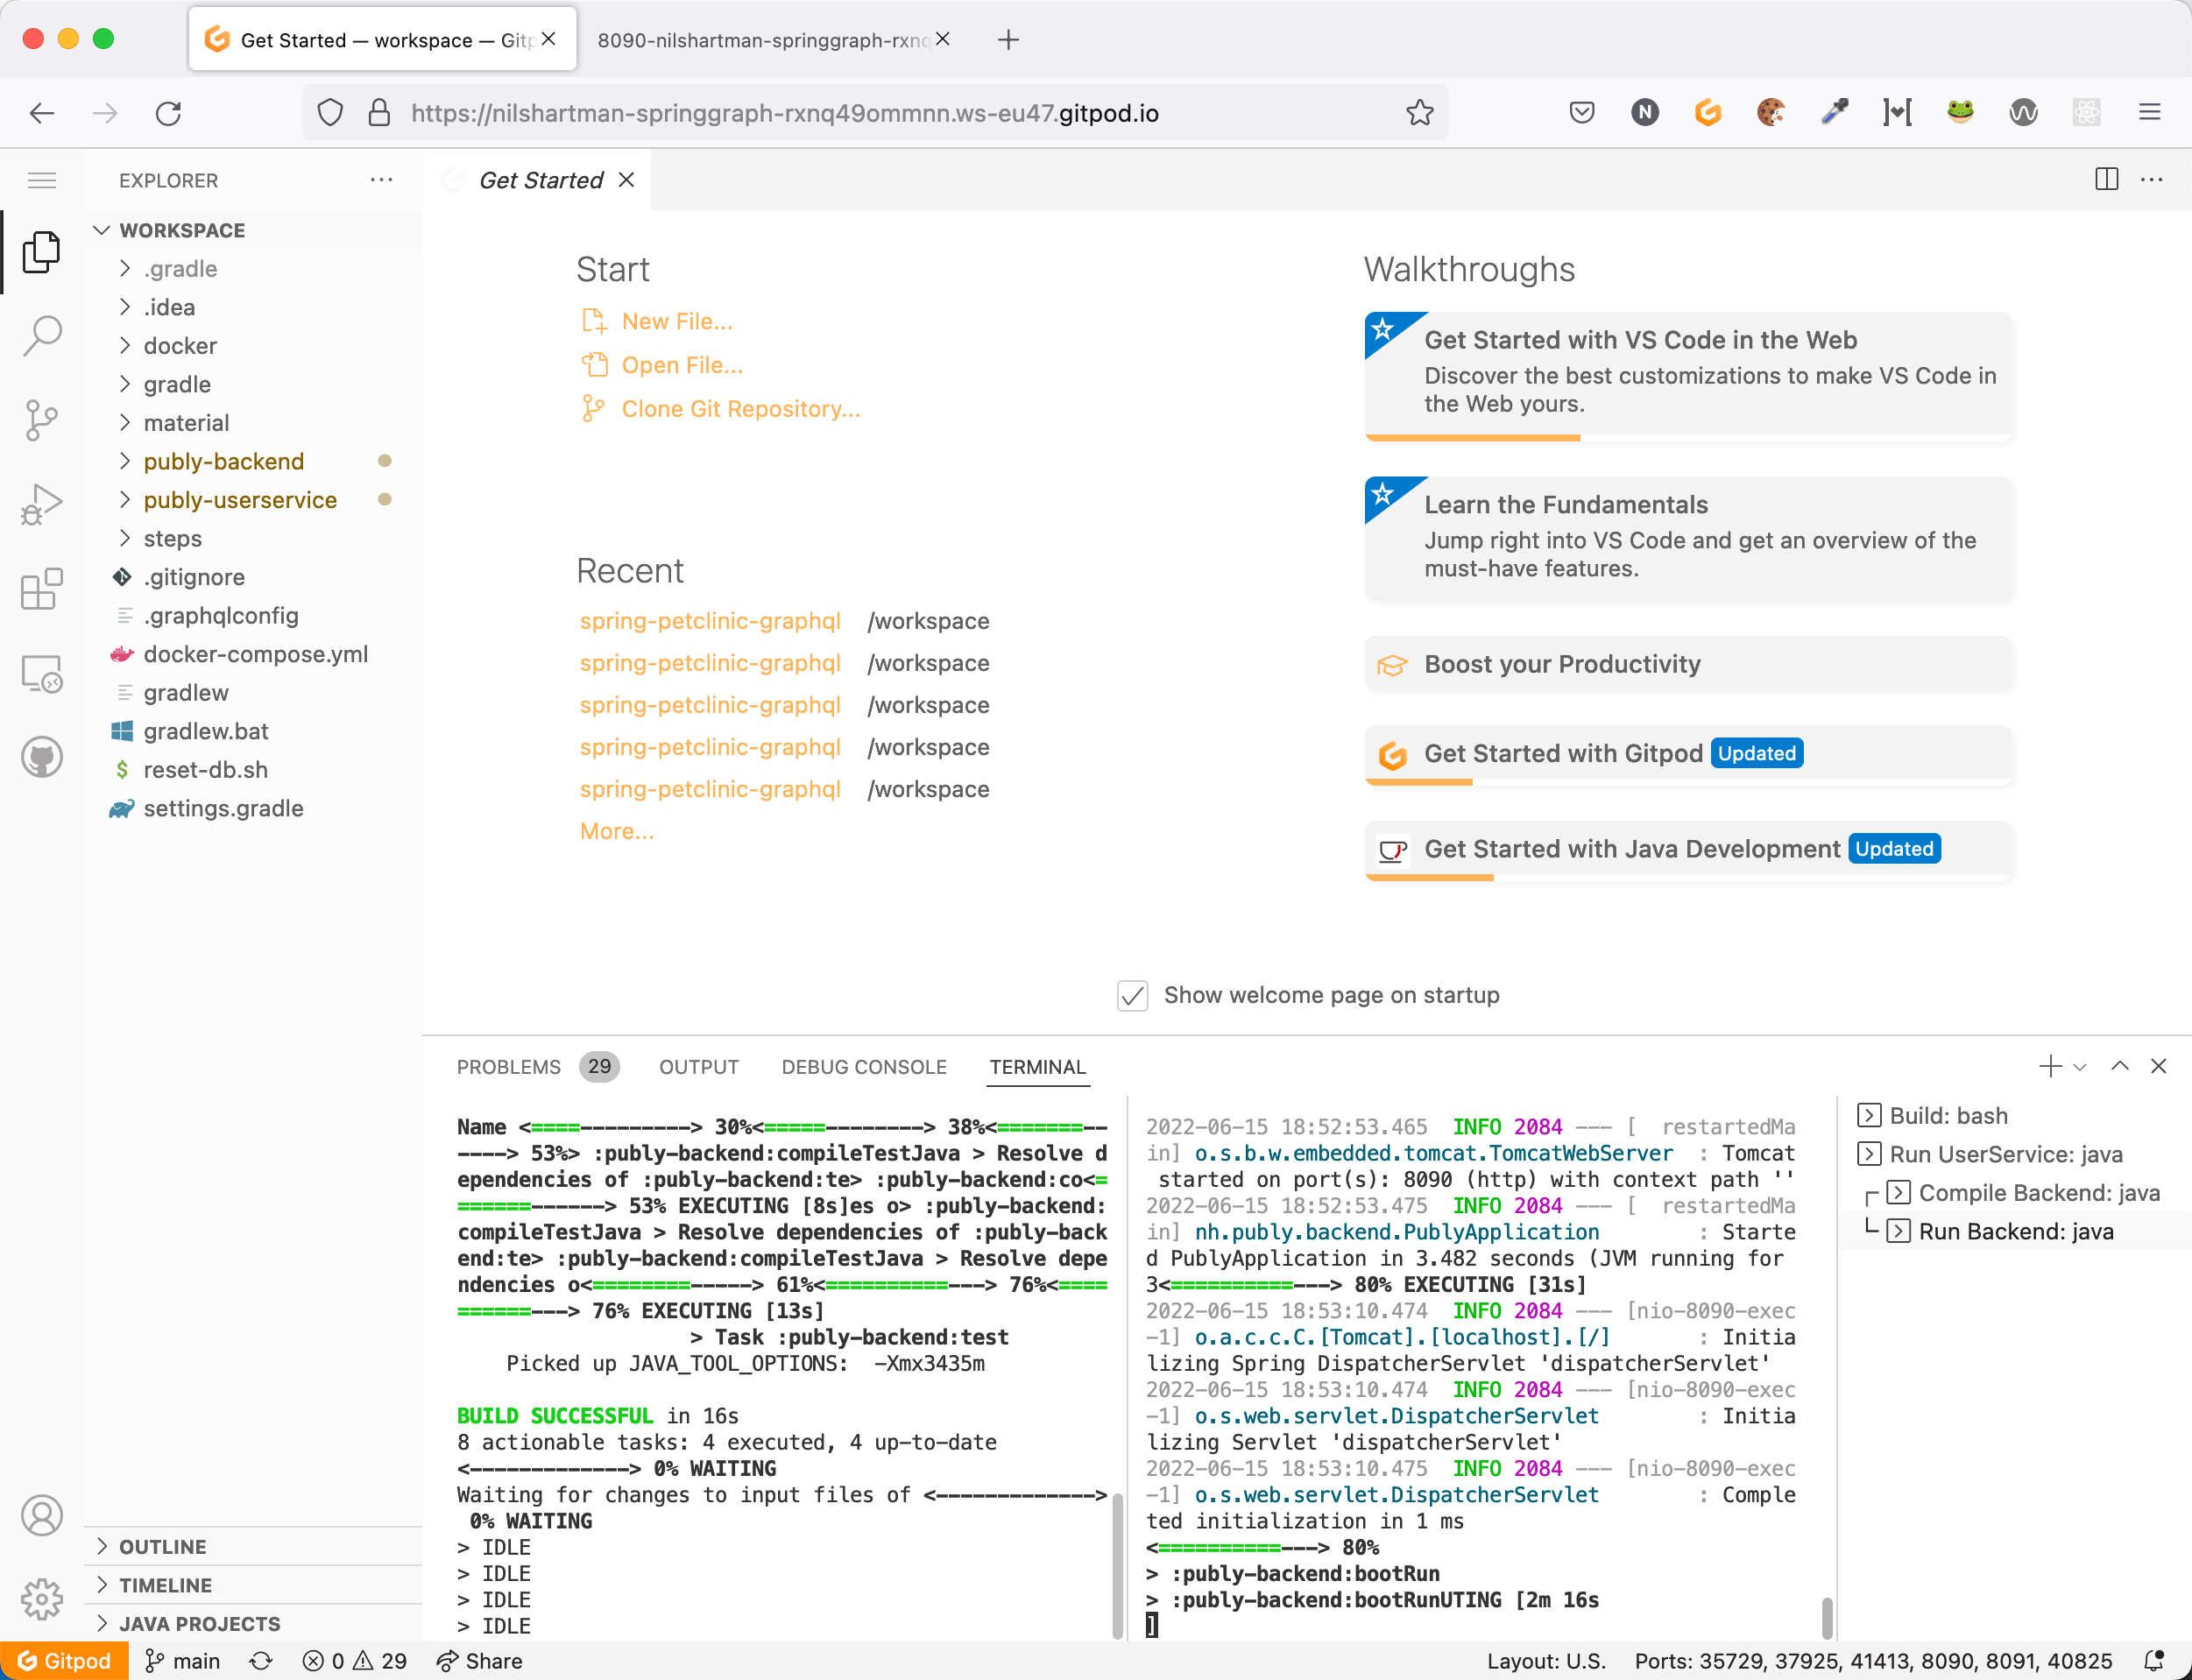 Get Started — workspace — Gitp
8090-nilshartman-springgraph-rxnq
https://nilshartman-springgraph-rxnq49ommnn.ws-eu47.gitpod.io
EXPLORER
WORKSPACE
.gradle
.idea
docker
gradle
material
publy-backend
publy-userservice
steps
.gitignore
.graphqlconfig
docker-compose.yml
gradlew
gradlew.bat
reset-db.sh
settings.gradle
OUTLINE
TIMELINE
JAVA PROJECTS
Get Started
Start
New File...
Open File...
Clone Git Repository...
Recent
spring-petclinic-graphql /workspace
spring-petclinic-graphql /workspace
spring-petclinic-graphql /workspace
spring-petclinic-graphql /workspace
spring-petclinic-graphql /workspace
More...
Walkthroughs
Get Started with VS Code in the Web
Discover the best customizations to make VS Code in
the Web yours.
Learn the Fundamentals
Jump right into VS Code and get an overview of the
must-have features.
Boost your Productivity
Get Started with Gitpod Updated
Get Started with Java Development Updated
Show welcome page on startup
PROBLEMS 29 OUTPUT DEBUG CONSOLE TERMINAL
Name <====---------> 30%<=====--------> 38%<=======--
----> 53%> :publy-backend:compileTestJava > Resolve d
ependencies of :publy-backend:te> :publy-backend:co<=
======------> 53% EXECUTING [8s]es o> :publy-backend:
compileTestJava > Resolve dependencies of :publy-back
end:te> :publy-backend:compileTestJava > Resolve depe
ndencies o<========-----> 61%<==========---> 76%<====
======---> 76% EXECUTING [13s]
> Task :publy-backend:test
Picked up JAVA_TOOL_OPTIONS:  -Xmx3435m
BUILD SUCCESSFUL in 16s
8 actionable tasks: 4 executed, 4 up-to-date
<-------------> 0% WAITING
Waiting for changes to input files of <------------->
0% WAITING
> IDLE
> IDLE
> IDLE
> IDLE
2022-06-15 18:52:53.465  INFO 2084 --- [  restartedMa
in] o.s.b.w.embedded.tomcat.TomcatWebServer  : Tomcat
started on port(s): 8090 (http) with context path ''
2022-06-15 18:52:53.475  INFO 2084 --- [  restartedMa
in] nh.publy.backend.PublyApplication        : Starte
d PublyApplication in 3.482 seconds (JVM running for
3<==========---> 80% EXECUTING [31s]
2022-06-15 18:53:10.474  INFO 2084 --- [nio-8090-exec
-1] o.a.c.c.C.[Tomcat].[localhost].[/]       : Initia
lizing Spring DispatcherServlet 'dispatcherServlet'
2022-06-15 18:53:10.474  INFO 2084 --- [nio-8090-exec
-1] o.s.web.servlet.DispatcherServlet        : Initia
lizing Servlet 'dispatcherServlet'
2022-06-15 18:53:10.475  INFO 2084 --- [nio-8090-exec
-1] o.s.web.servlet.DispatcherServlet        : Comple
ted initialization in 1 ms
<==========---> 80%
> :publy-backend:bootRun
> :publy-backend:bootRunUTING [2m 16s
]
Build: bash
Run UserService: java
Compile Backend: java
Run Backend: java
Gitpod main 0 29 Share
Layout: U.S. Ports: 35729, 37925, 41413, 8090, 8091, 40825